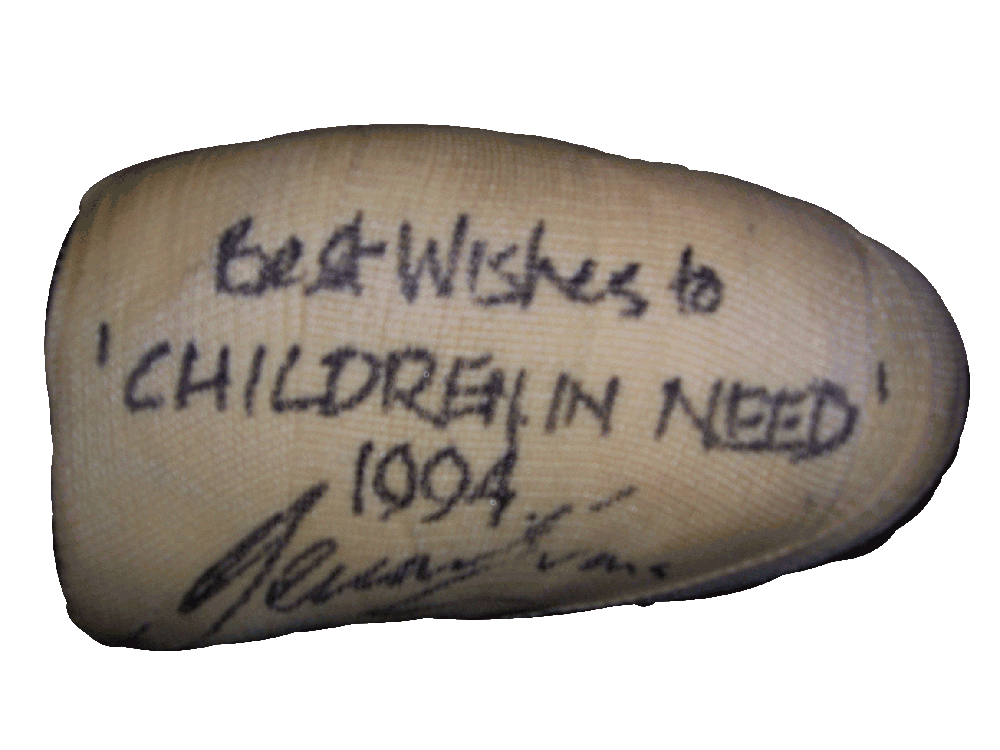 Best Wishes to
'CHILDREN IN NEED'
1994